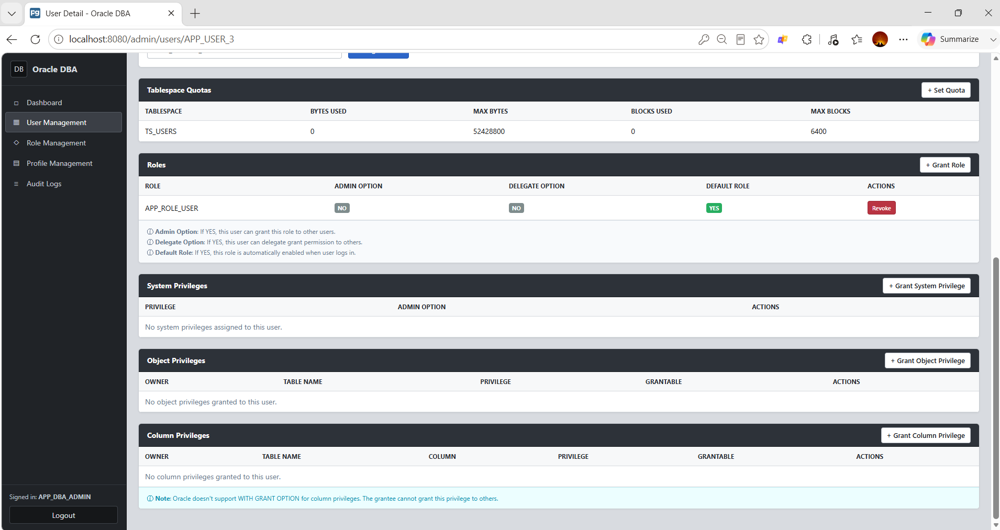 User Detail - Oracle DBA
localhost:8080/admin/users/APP_USER_3
Summarize
DB Oracle DBA
Dashboard
User Management
Role Management
Profile Management
Audit Logs
Signed in: APP_DBA_ADMIN
Logout
Tablespace Quotas + Set Quota
TABLESPACE BYTES USED MAX BYTES BLOCKS USED MAX BLOCKS
TS_USERS 0 52428800 0 6400
Roles + Grant Role
ROLE ADMIN OPTION DELEGATE OPTION DEFAULT ROLE ACTIONS
APP_ROLE_USER NO NO YES Revoke
ⓘ Admin Option: If YES, this user can grant this role to other users.
ⓘ Delegate Option: If YES, this user can delegate grant permission to others.
ⓘ Default Role: If YES, this role is automatically enabled when user logs in.
System Privileges + Grant System Privilege
PRIVILEGE ADMIN OPTION ACTIONS
No system privileges assigned to this user.
Object Privileges + Grant Object Privilege
OWNER TABLE NAME PRIVILEGE GRANTABLE ACTIONS
No object privileges granted to this user.
Column Privileges + Grant Column Privilege
OWNER TABLE NAME COLUMN PRIVILEGE GRANTABLE ACTIONS
No column privileges granted to this user.
ⓘ Note: Oracle doesn't support WITH GRANT OPTION for column privileges. The grantee cannot grant this privilege to others.